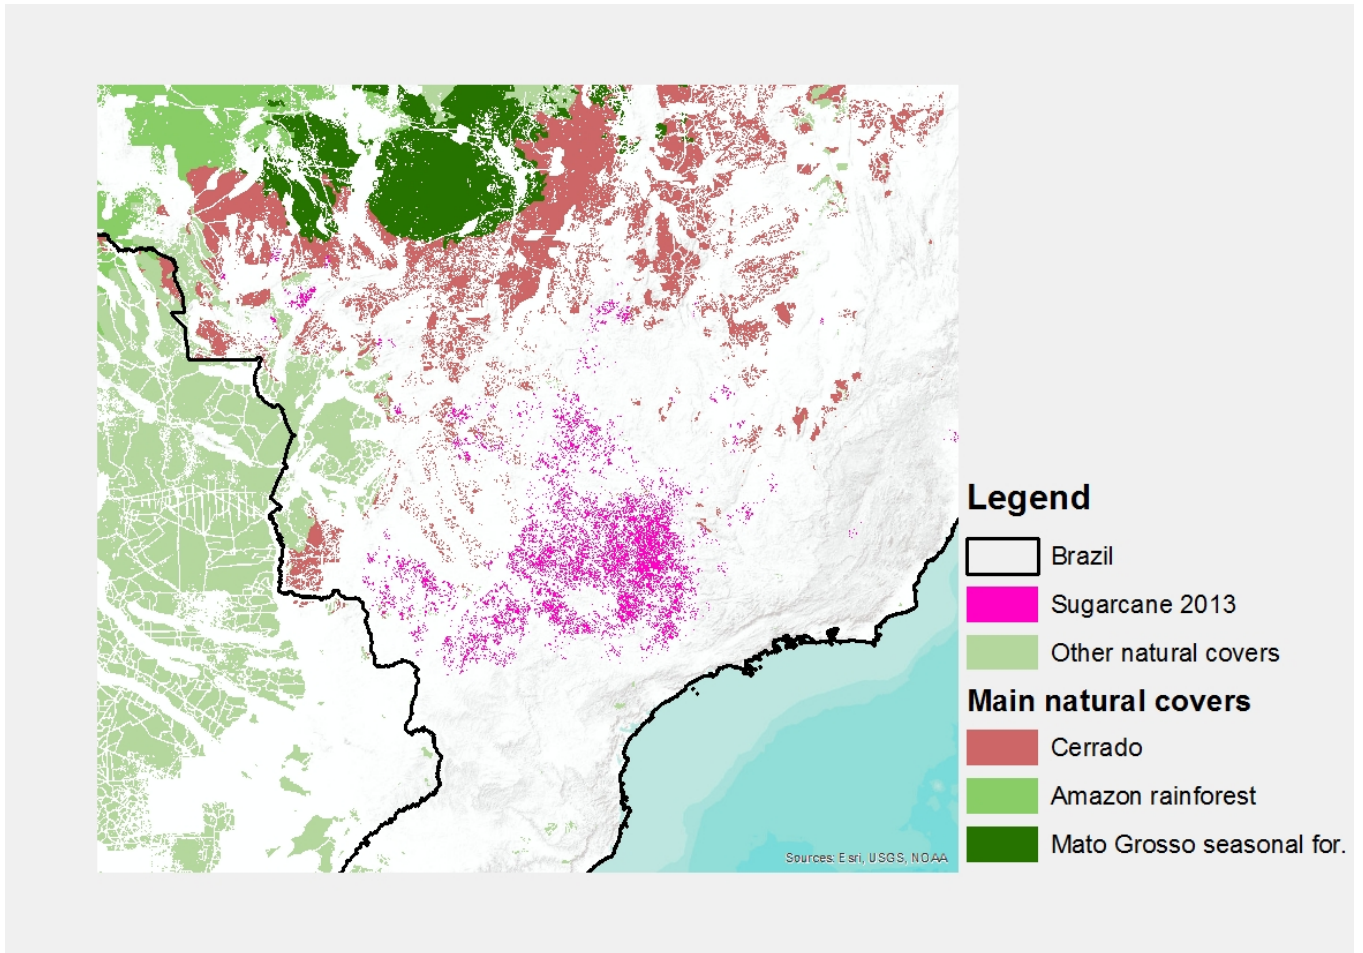 Legend
Brazil
Sugarcane 2013
Other natural covers
Main natural covers
Cerrado
Amazon rainforest
Mato Grosso seasonal for.
Sources: Esri, USGS, NOAA